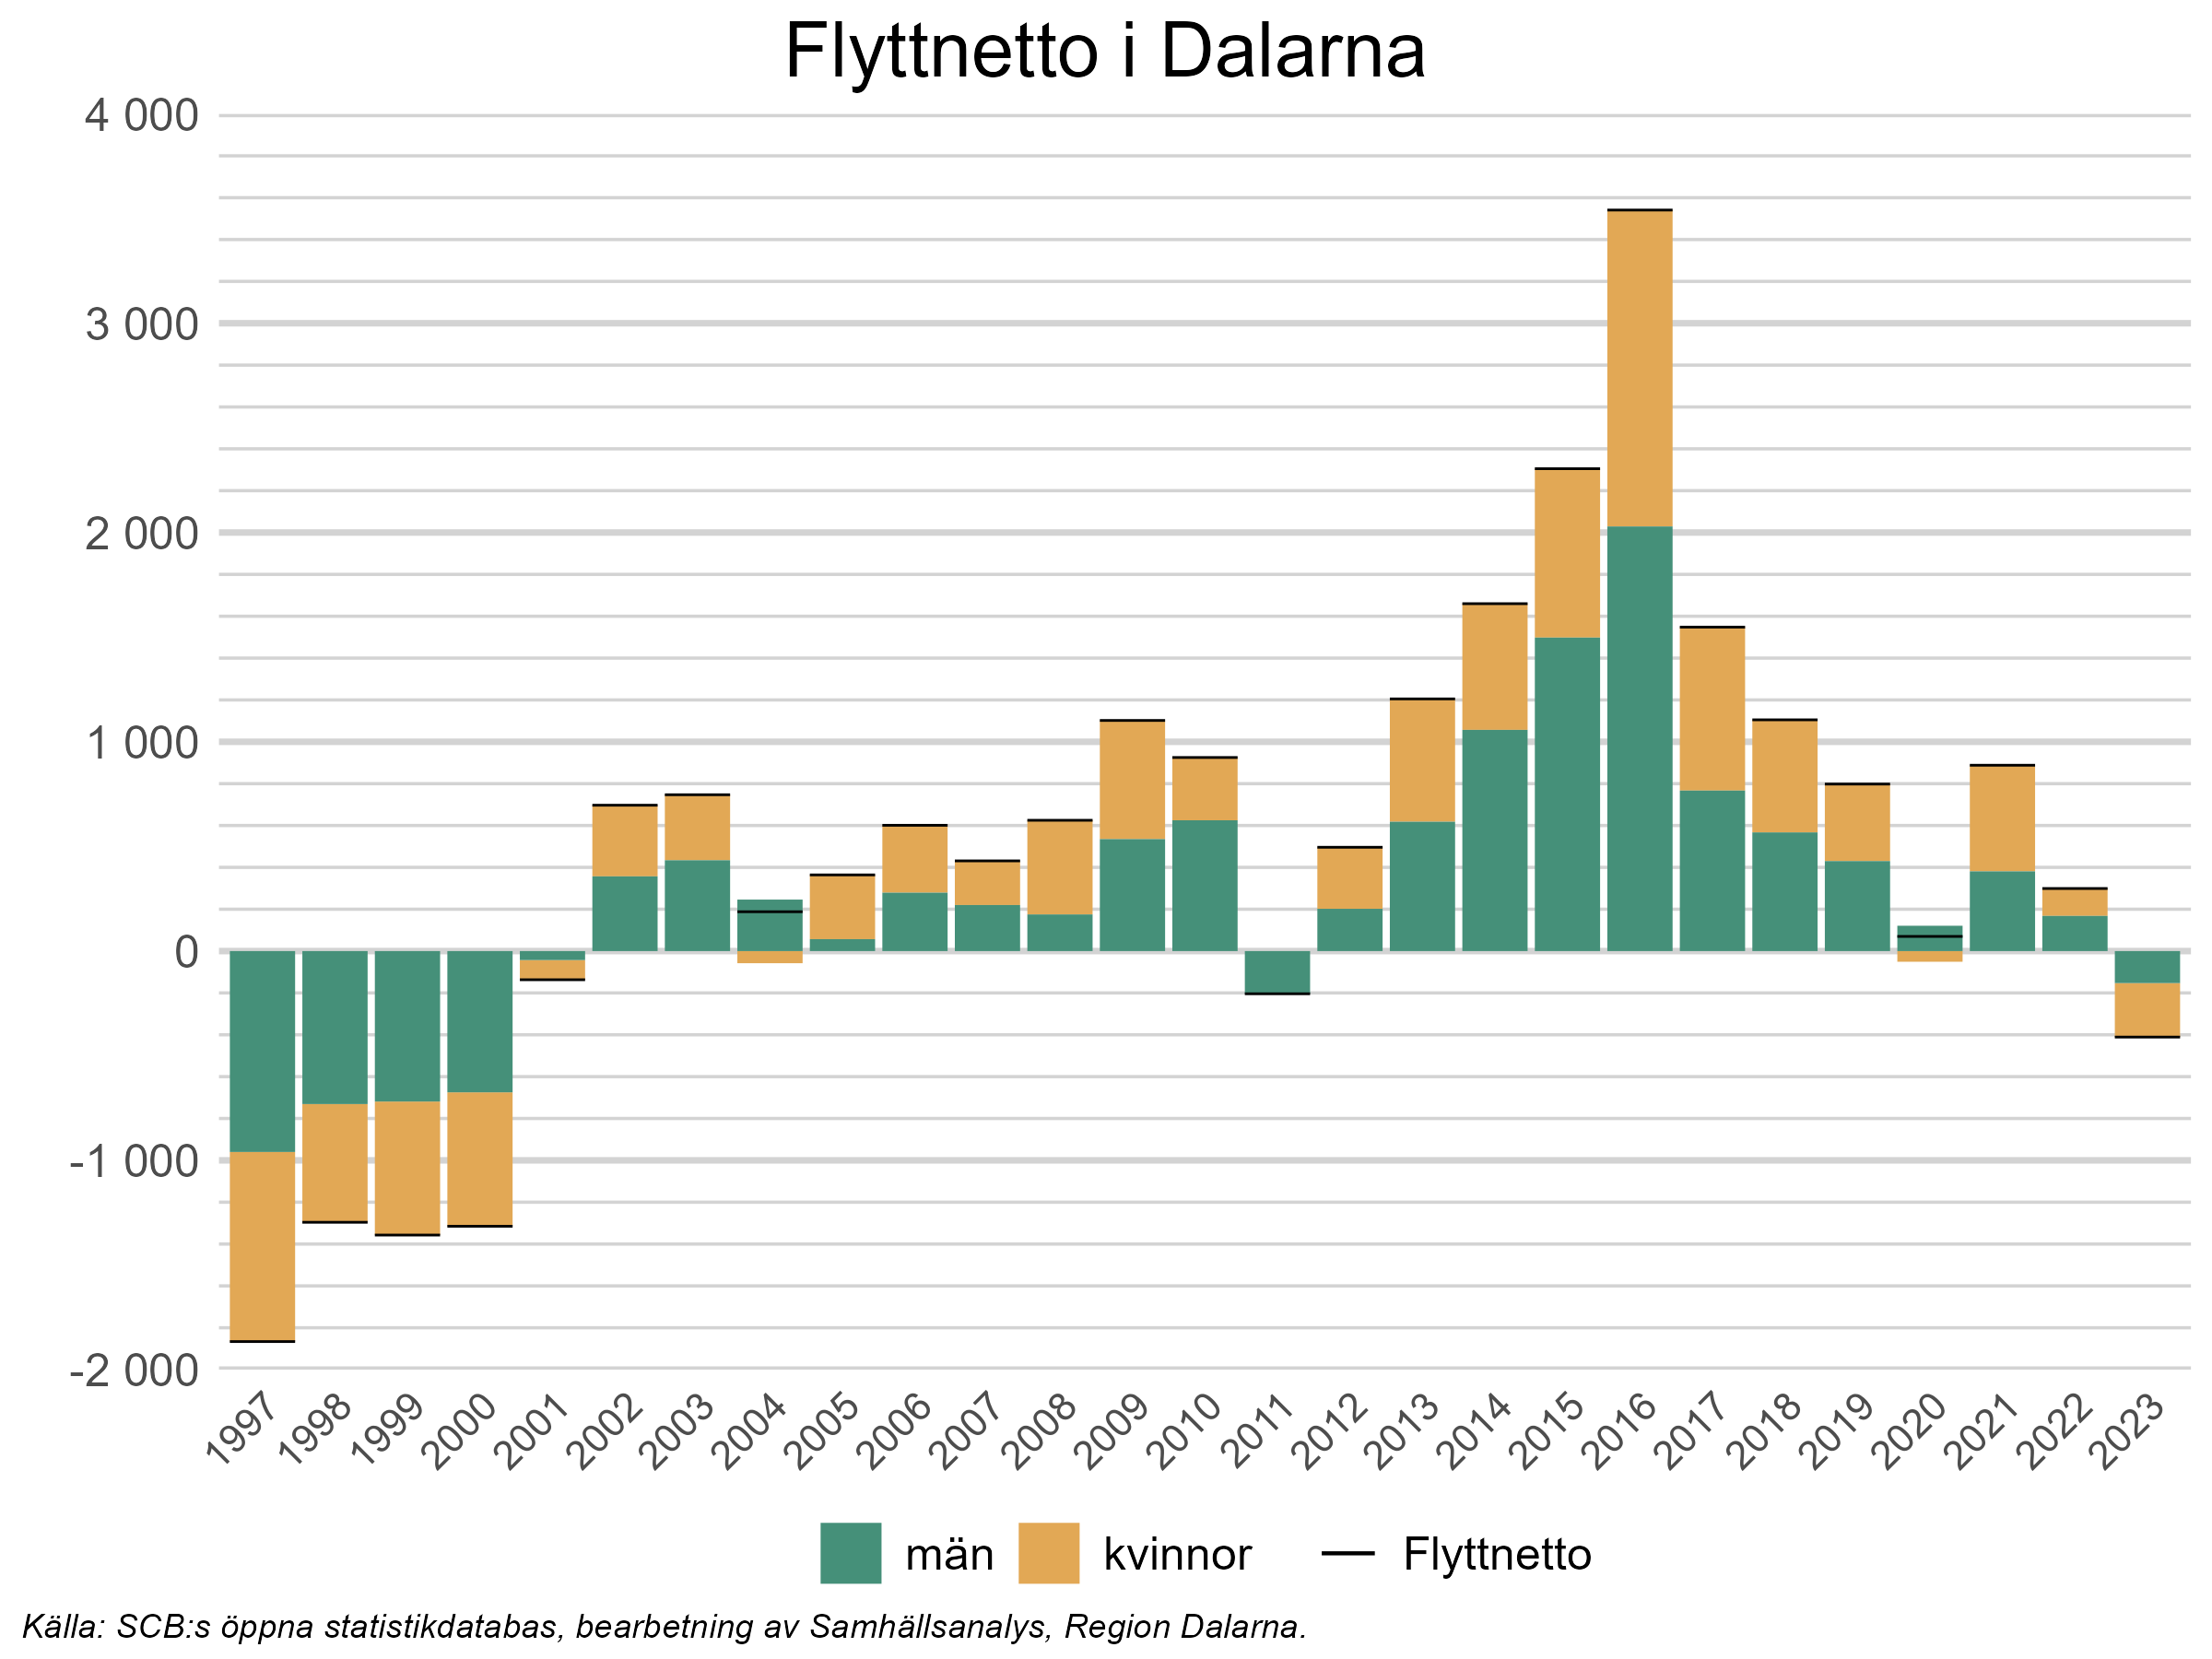 Flyttnetto i Dalarna
4 000
3 000
2 000
1 000
0
-1 000
-2 000
1997 1998 1999 2000 2001 2002 2003 2004 2005 2006 2007 2008 2009 2010 2011 2012 2013 2014 2015 2016 2017 2018 2019 2020 2021 2022 2023
män kvinnor Flyttnetto
Källa: SCB:s öppna statistikdatabas, bearbetning av Samhällsanalys, Region Dalarna.